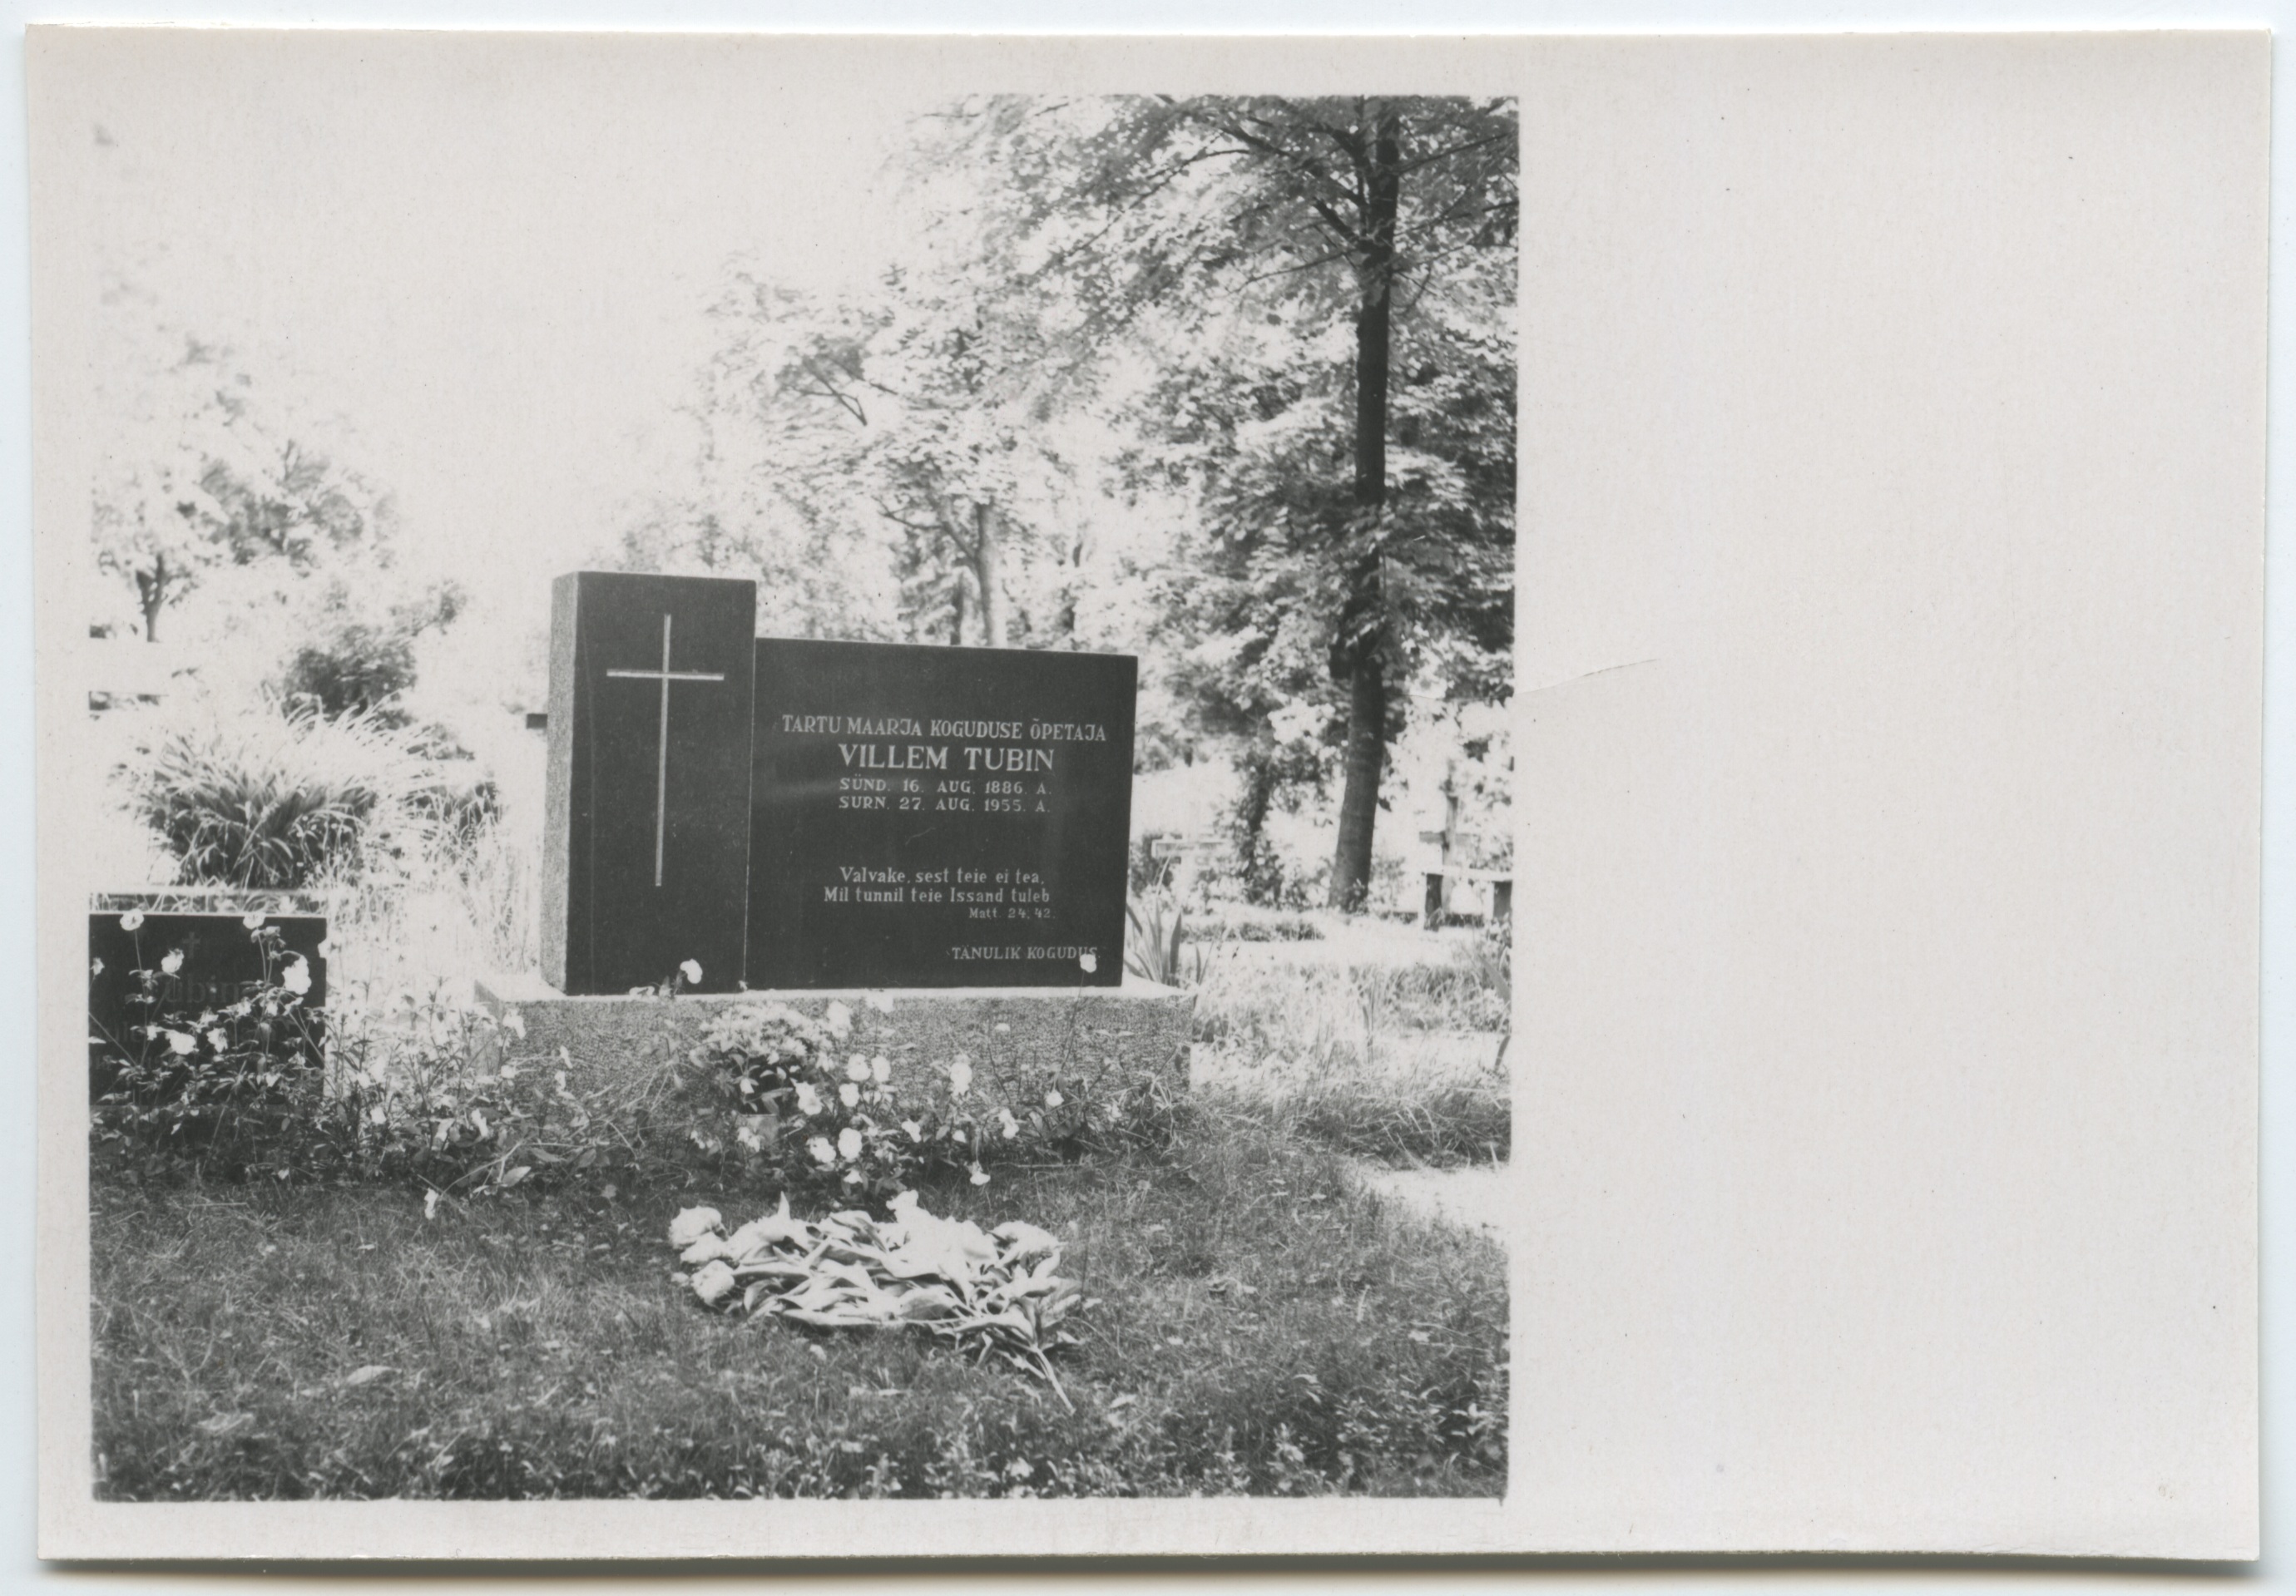 TARTU MAARJA KOGUDUSE ÕPETAJA
VILLEM TUBIN
SÜND. 16. AUG. 1886. A.
SURN. 27. AUG. 1955. A.
Valvake, sest teie ei tea,
Mil tunnil teie Issand tuleb.
Matt. 24, 42.
TÄNULIK KOGUDUS